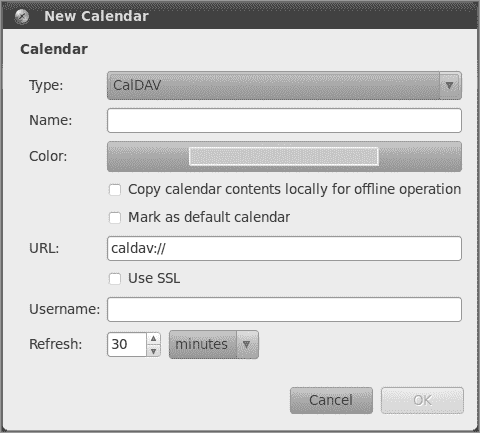 New Calendar
Calendar
Type: CalDAV
Name:
Color:
Copy calendar contents locally for offline operation
Mark as default calendar
URL: caldav://
Use SSL
Username:
Refresh: 30 minutes
Cancel OK